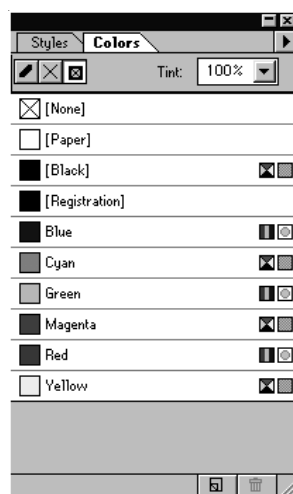 Styles Colors
Tint: 100%
[None]
[Paper]
[Black]
[Registration]
Blue
Cyan
Green
Magenta
Red
Yellow